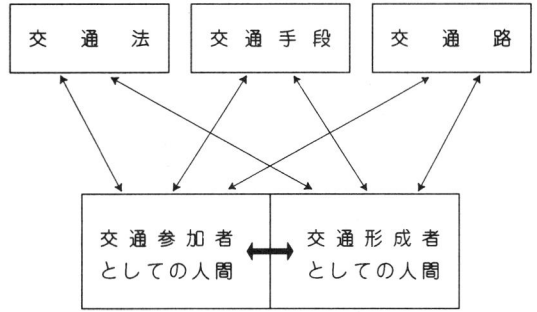 交通法
交通手段
交通路
交通参加者
としての人間
交通形成者
としての人間